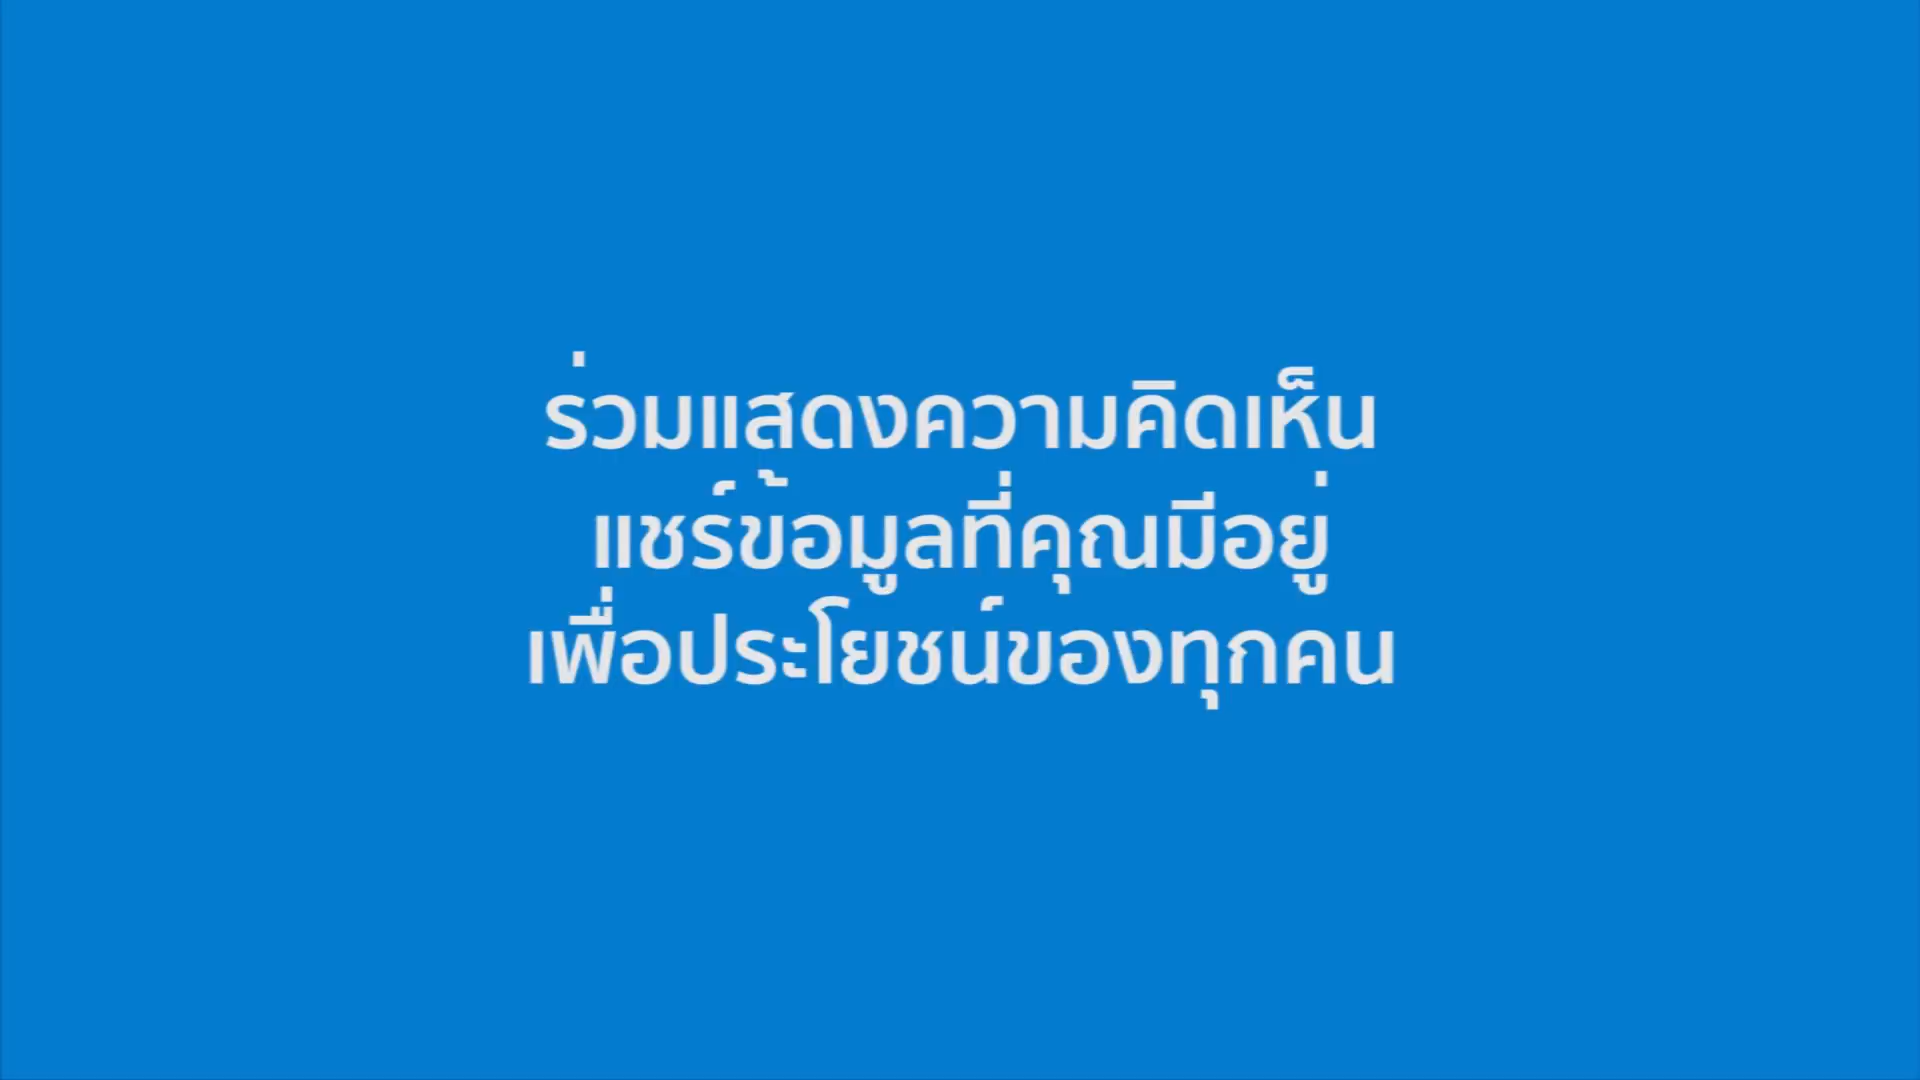 ร่วมแสดงความคิดเห็น
แชร์ข้อมูลที่คุณมีอยู่
เพื่อประโยชน์ของทุกคน